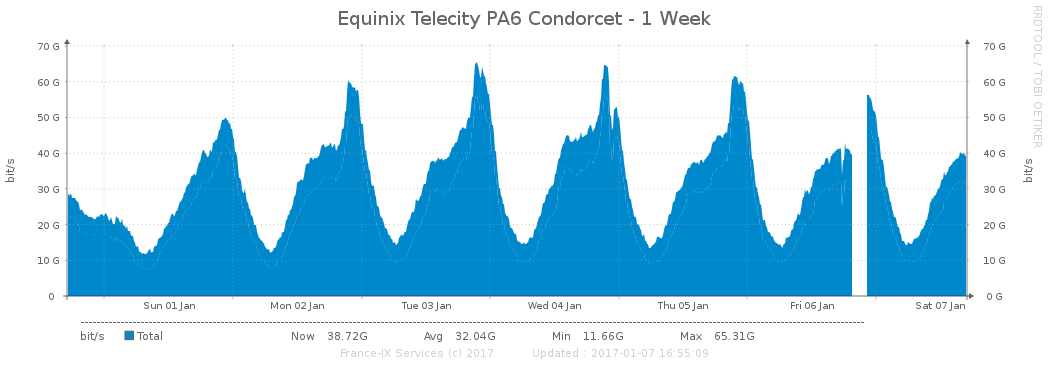 Equinix Telecity PA6 Condorcet - 1 Week
RRDTOOL / TOBI OETIKER
bit/s
70 G
60 G
50 G
40 G
30 G
20 G
10 G
0
70 G
60 G
50 G
40 G
30 G
20 G
10 G
0 G
bit/s
Sun 01 Jan Mon 02 Jan Tue 03 Jan Wed 04 Jan Thu 05 Jan Fri 06 Jan Sat 07 Jan
bit/s Total Now 38.72G Avg 32.04G Min 11.66G Max 65.31G
France-IX Services (c) 2017 Updated : 2017-01-07 16:55:09